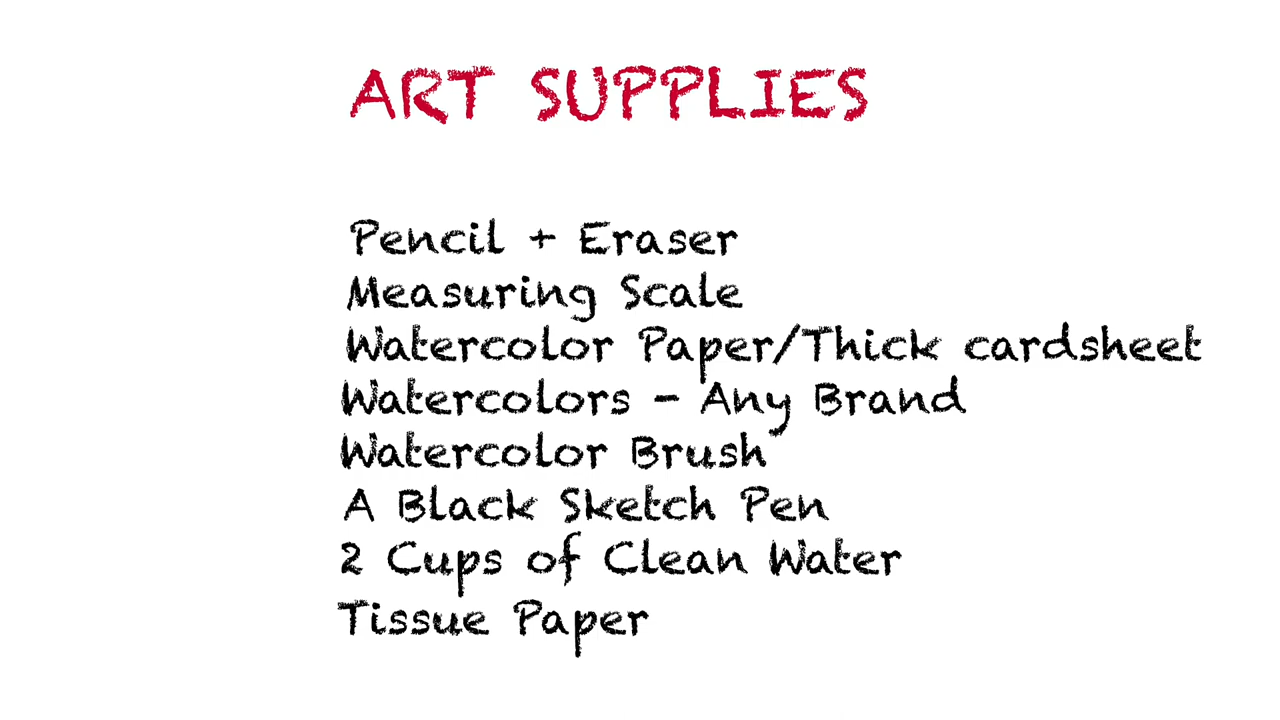 ART SUPPLIES
Pencil + Eraser
Measuring Scale
Watercolor Paper/Thick cardsheet
Watercolors - Any Brand
Watercolor Brush
A Black Sketch Pen
2 Cups of Clean Water
Tissue Paper